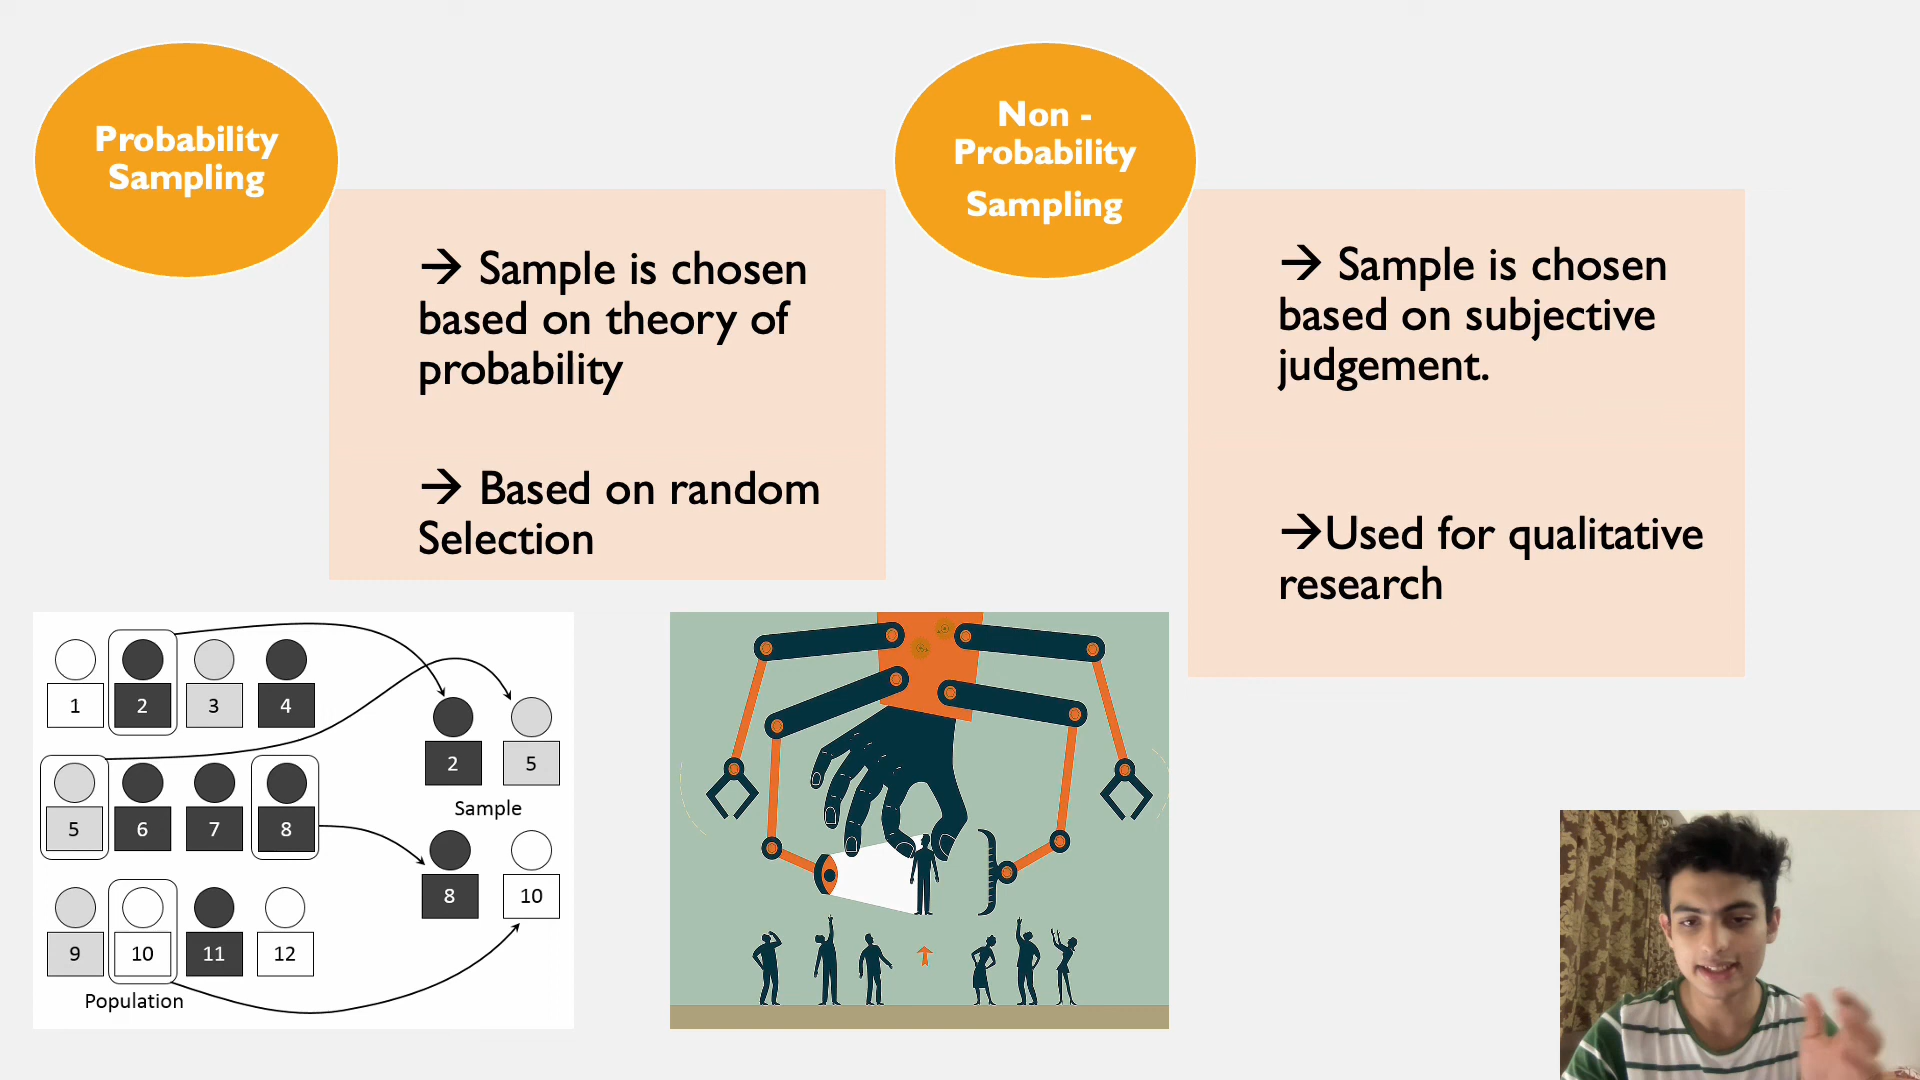 Probability
Sampling
→ Sample is chosen
based on theory of
probability
→ Based on random
Selection
Non -
Probability
Sampling
→ Sample is chosen
based on subjective
judgement.
→Used for qualitative
research
1 2 3 4
5 6 7 8
9 10 11 12
Population
2 5
Sample
8 10